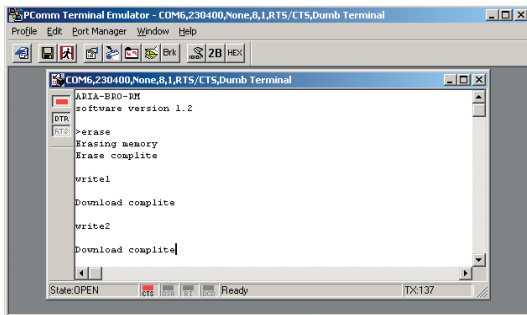 PComm Terminal Emulator - COM6,230400,None,8,1,RTS/CTS,Dumb Terminal
Profile Edit Port Manager Window Help
Brk 2B HEX
COM6,230400,None,8,1,RTS/CTS,Dumb Terminal
DTR
RTS
ARIA-BRO-RM
software version 1.2
>erase
Erasing memory
Erase complite
write1
Download complite
write2
Download complite
State:OPEN CTS DSR RI DCD Ready TX:137